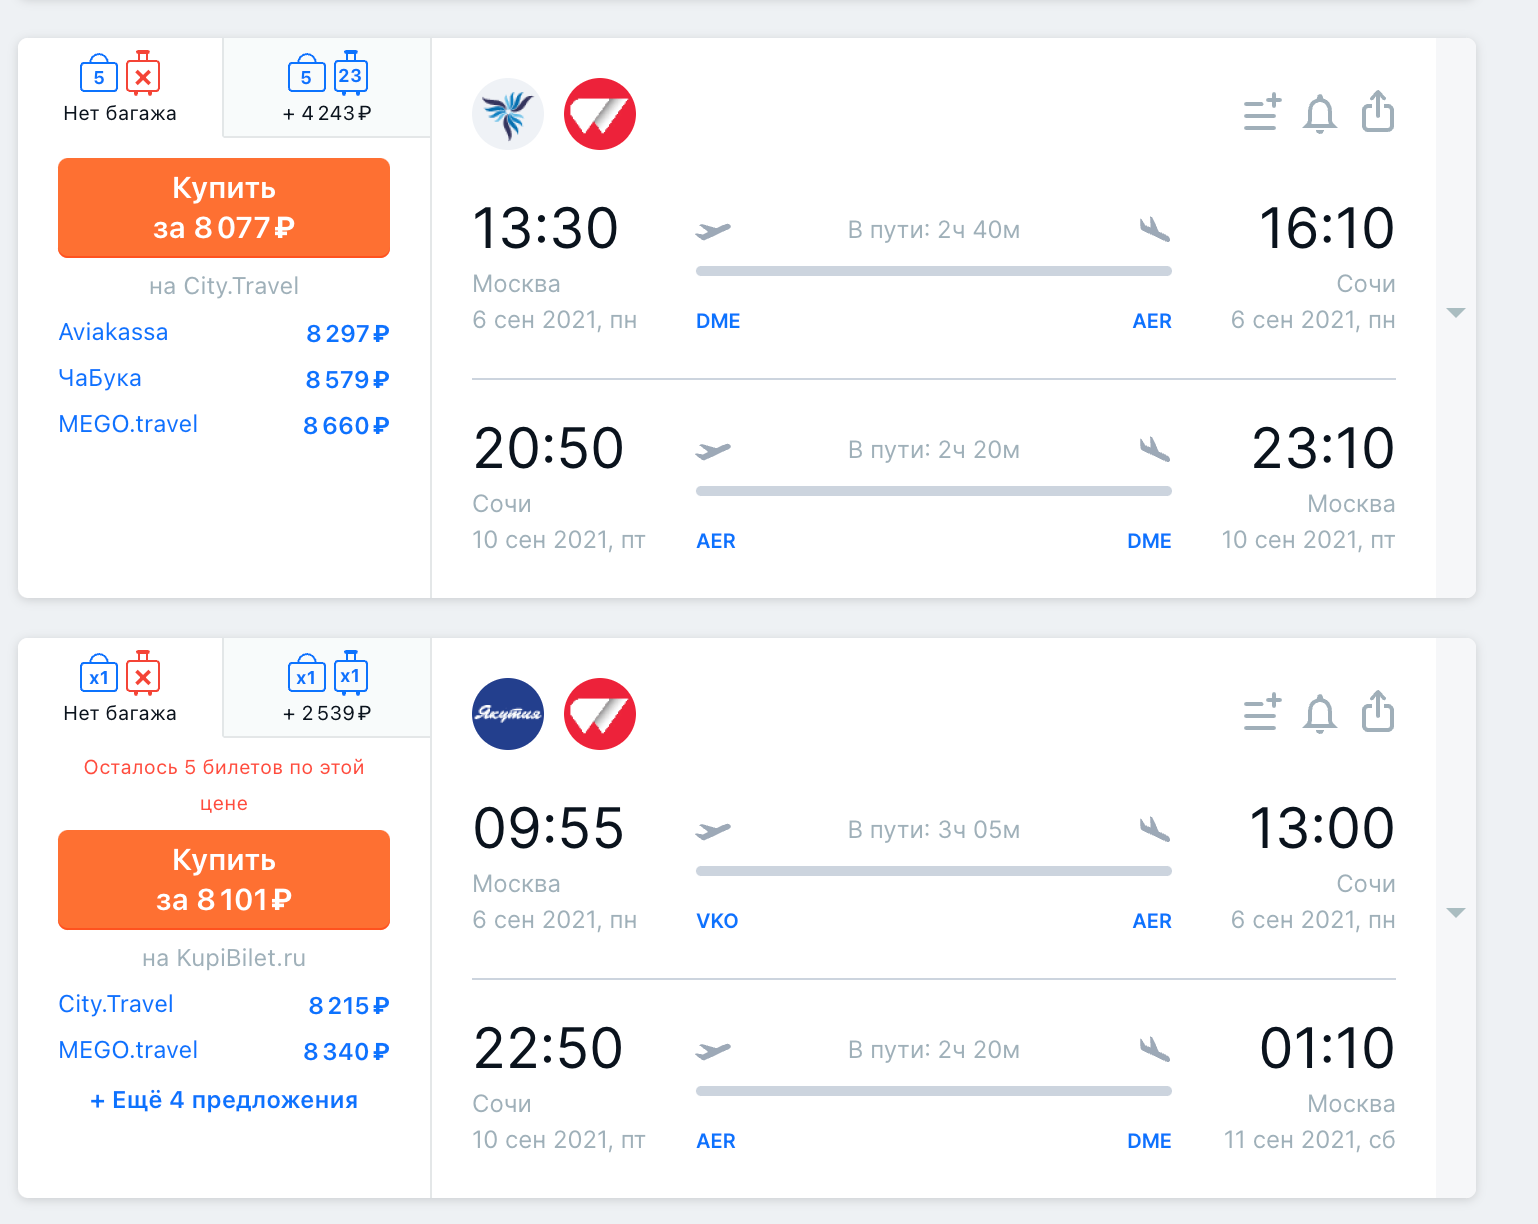 5
Нет багажа
5 23
+ 4 243 ₽
Купить
за 8 077 ₽
на City.Travel
Aviakassa 8 297 ₽
ЧаБука 8 579 ₽
MEGO.travel 8 660 ₽
13:30 В пути: 2ч 40м 16:10
Москва Сочи
6 сен 2021, пн DME AER 6 сен 2021, пн
20:50 В пути: 2ч 20м 23:10
Сочи Москва
10 сен 2021, пт AER DME 10 сен 2021, пт
x1
Нет багажа
x1 x1
+ 2 539 ₽
Осталось 5 билетов по этой
цене
Купить
за 8 101 ₽
на KupiBilet.ru
City.Travel 8 215 ₽
MEGO.travel 8 340 ₽
+ Ещё 4 предложения
Якутия
09:55 В пути: 3ч 05м 13:00
Москва Сочи
6 сен 2021, пн VKO AER 6 сен 2021, пн
22:50 В пути: 2ч 20м 01:10
Сочи Москва
10 сен 2021, пт AER DME 11 сен 2021, сб